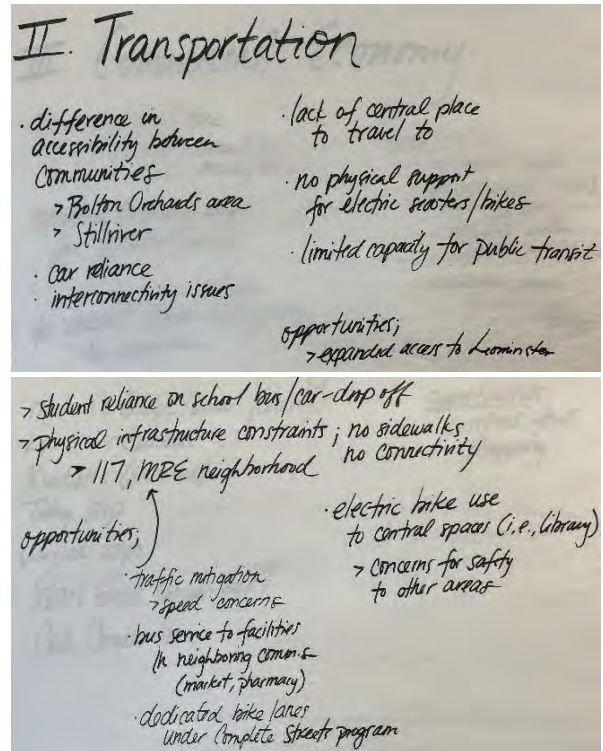 II. Transportation
· difference in
accessibility between
communities
> Bolton Orchards area
> Stillriver
· car reliance
· interconnectivity issues
· lack of central place
to travel to
· no physical support
for electric scooters/bikes
· limited capacity for public transit
opportunities;
> expanded access to Leominster
> student reliance on school bus/car-drop off
> physical infrastructure constraints; no sidewalks,
no connectivity
> 117, MRE neighborhood
opportunities;
· traffic mitigation
> speed concerns
· bus service to facilities
in neighboring comm.s
(market, pharmacy)
· dedicated bike lanes
under Complete Streets program
· electric bike use
to central spaces (i.e., Library)
> concerns for safety
to other areas